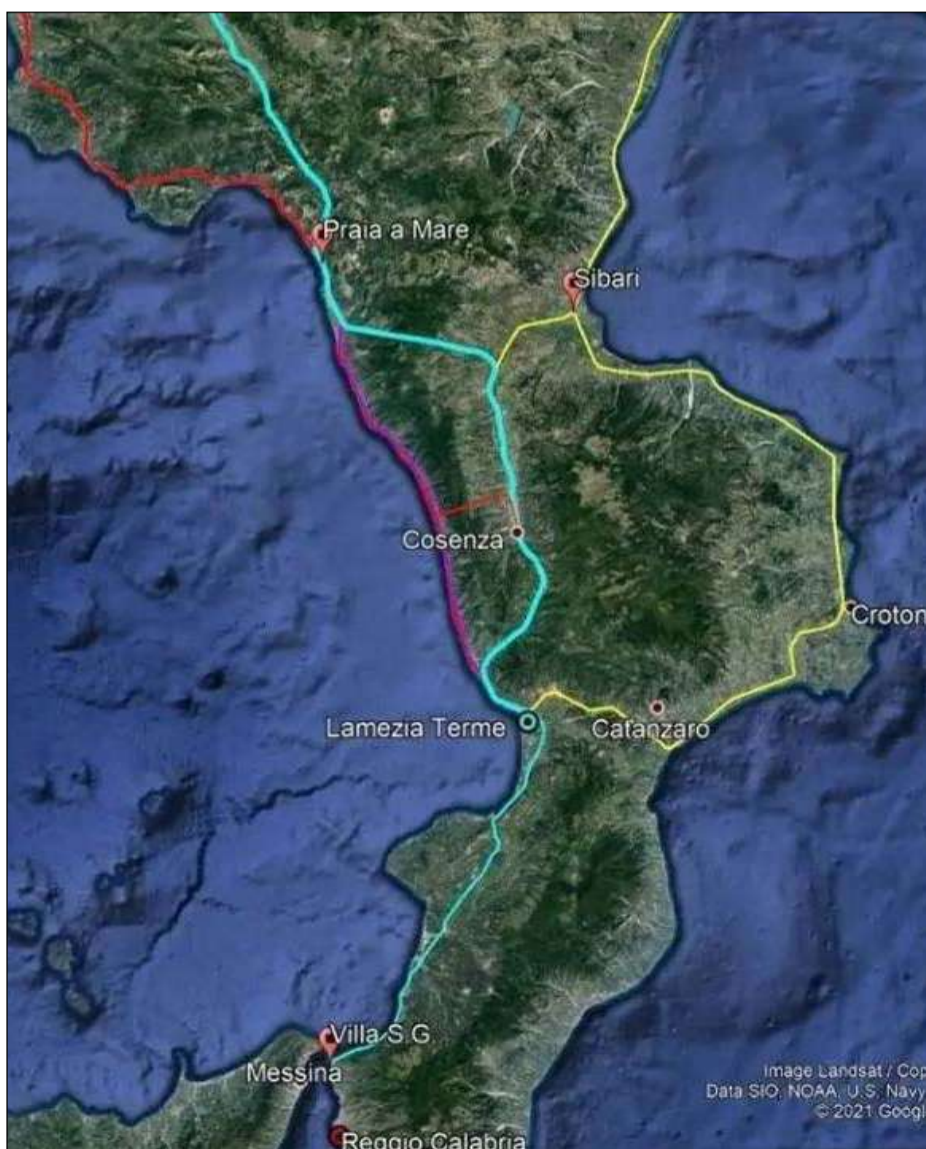 Praia a Mare
Sibari
Cosenza
Croton
Lamezia Terme
Catanzaro
Villa S G
Messina
Reggio Calabria
Image Landsat / Cop
Data SIO, NOAA, U.S. Navy
© 2021 Googl